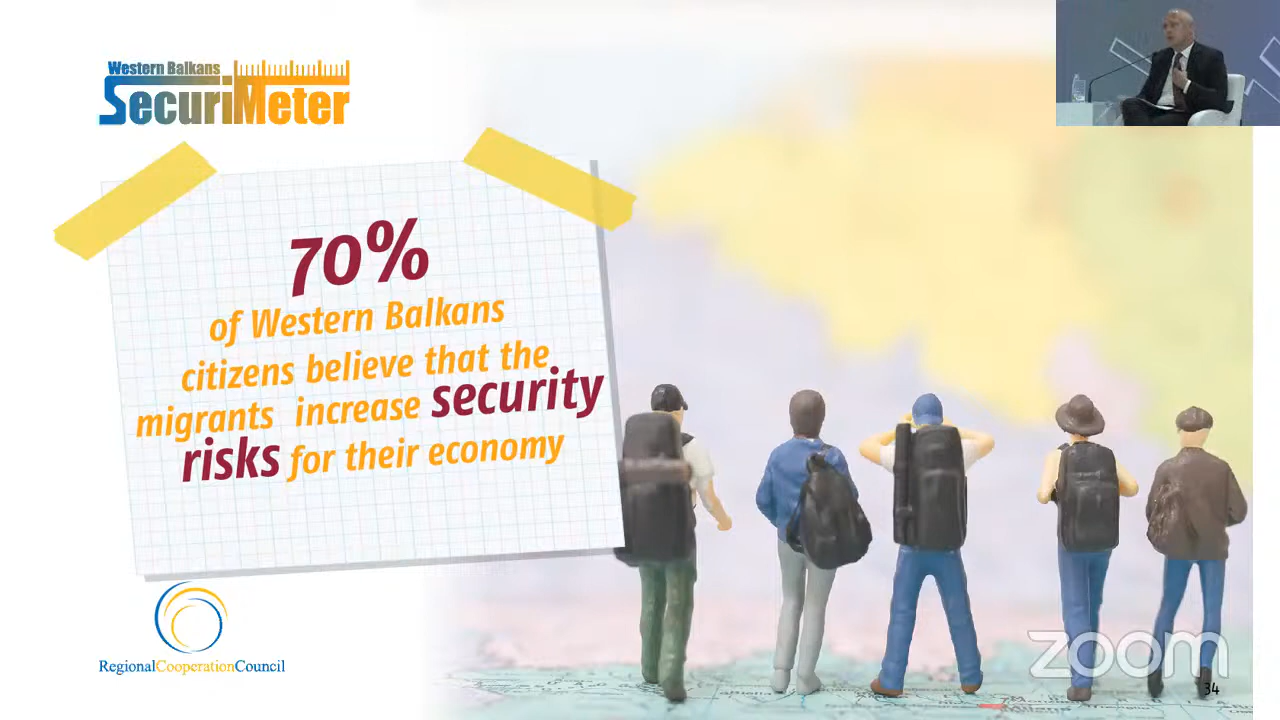 Western Balkans
SecuriMeter
70%
of Western Balkans
citizens believe that the
migrants increase security
risks for their economy
RegionalCooperationCouncil
zoom
34